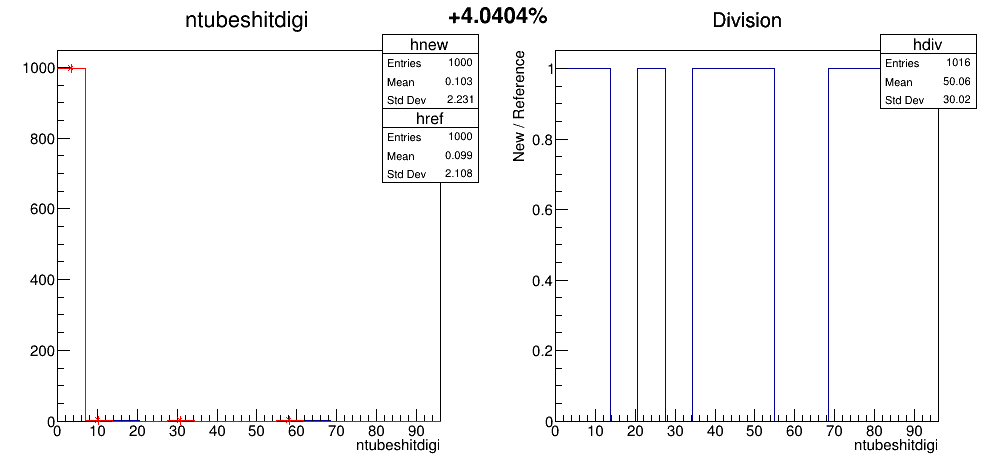 +4.0404%
ntubeshitdigi
hnew
Entries 1000
Mean 0.103
Std Dev 2.231
href
Entries 1000
Mean 0.099
Std Dev 2.108
1000
800
600
400
200
0
0 10 20 30 40 50 60 70 80 90
ntubeshitdigi
Division
hdiv
Entries 1016
Mean 50.06
Std Dev 30.02
New / Reference
1
0.8
0.6
0.4
0.2
0
0 10 20 30 40 50 60 70 80 90
ntubeshitdigi